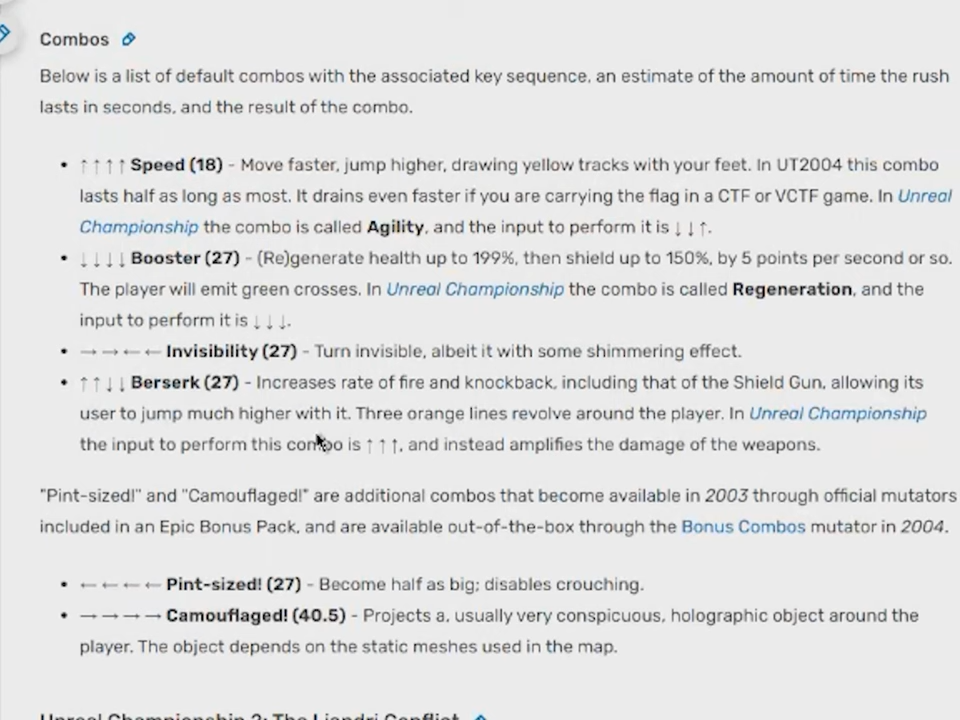 Combos
Below is a list of default combos with the associated key sequence, an estimate of the amount of time the rush
lasts in seconds, and the result of the combo.
• ↑↑↑↑ Speed (18) - Move faster, jump higher, drawing yellow tracks with your feet. In UT2004 this combo
lasts half as long as most. It drains even faster if you are carrying the flag in a CTF or VCTF game. In Unreal
Championship the combo is called Agility, and the input to perform it is ↓↓↑.
• ↓↓↓↓ Booster (27) - (Re)generate health up to 199%, then shield up to 150%, by 5 points per second or so.
The player will emit green crosses. In Unreal Championship the combo is called Regeneration, and the
input to perform it is ↓↓↓.
• →→←← Invisibility (27) - Turn invisible, albeit it with some shimmering effect.
• ↑↑↓↓ Berserk (27) - Increases rate of fire and knockback, including that of the Shield Gun, allowing its
user to jump much higher with it. Three orange lines revolve around the player. In Unreal Championship
the input to perform this combo is ↑↑↑, and instead amplifies the damage of the weapons.
"Pint-sized!" and "Camouflaged!" are additional combos that become available in 2003 through official mutators
included in an Epic Bonus Pack, and are available out-of-the-box through the Bonus Combos mutator in 2004.
• ←←←← Pint-sized! (27) - Become half as big; disables crouching.
• →→→→ Camouflaged! (40.5) - Projects a, usually very conspicuous, holographic object around the
player. The object depends on the static meshes used in the map.
Unreal Championship 2: The Liandri Conflict